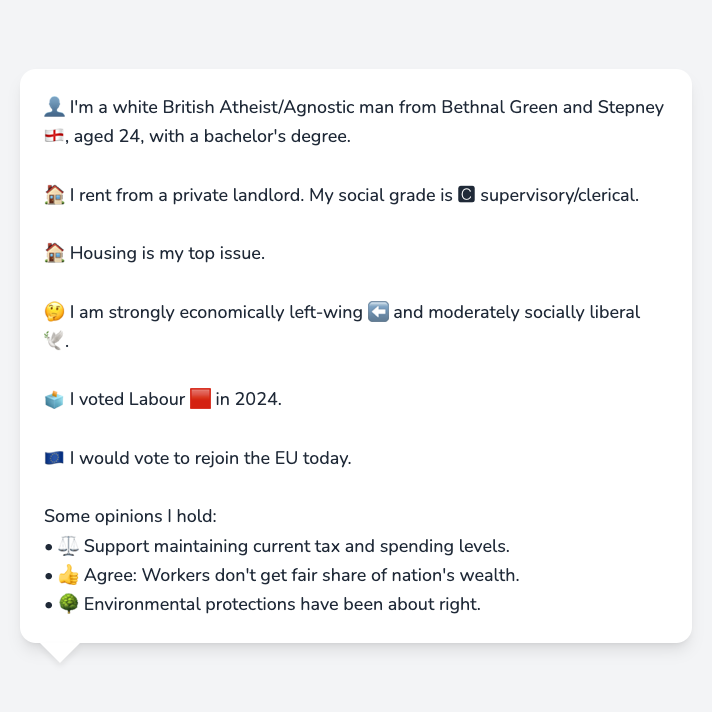 👤 I'm a white British Atheist/Agnostic man from Bethnal Green and Stepney
🏴󠁧󠁢󠁥󠁮󠁧󠁿, aged 24, with a bachelor's degree.
🏠 I rent from a private landlord. My social grade is 🅲 supervisory/clerical.
🏠 Housing is my top issue.
🤔 I am strongly economically left-wing ⬅️ and moderately socially liberal
🕊️.
🗳️ I voted Labour 🟥 in 2024.
🇪🇺 I would vote to rejoin the EU today.
Some opinions I hold:
• ⚖️ Support maintaining current tax and spending levels.
• 👍 Agree: Workers don't get fair share of nation's wealth.
• 🌳 Environmental protections have been about right.